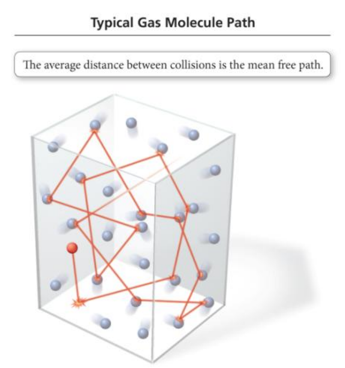 Typical Gas Molecule Path
The average distance between collisions is the mean free path.